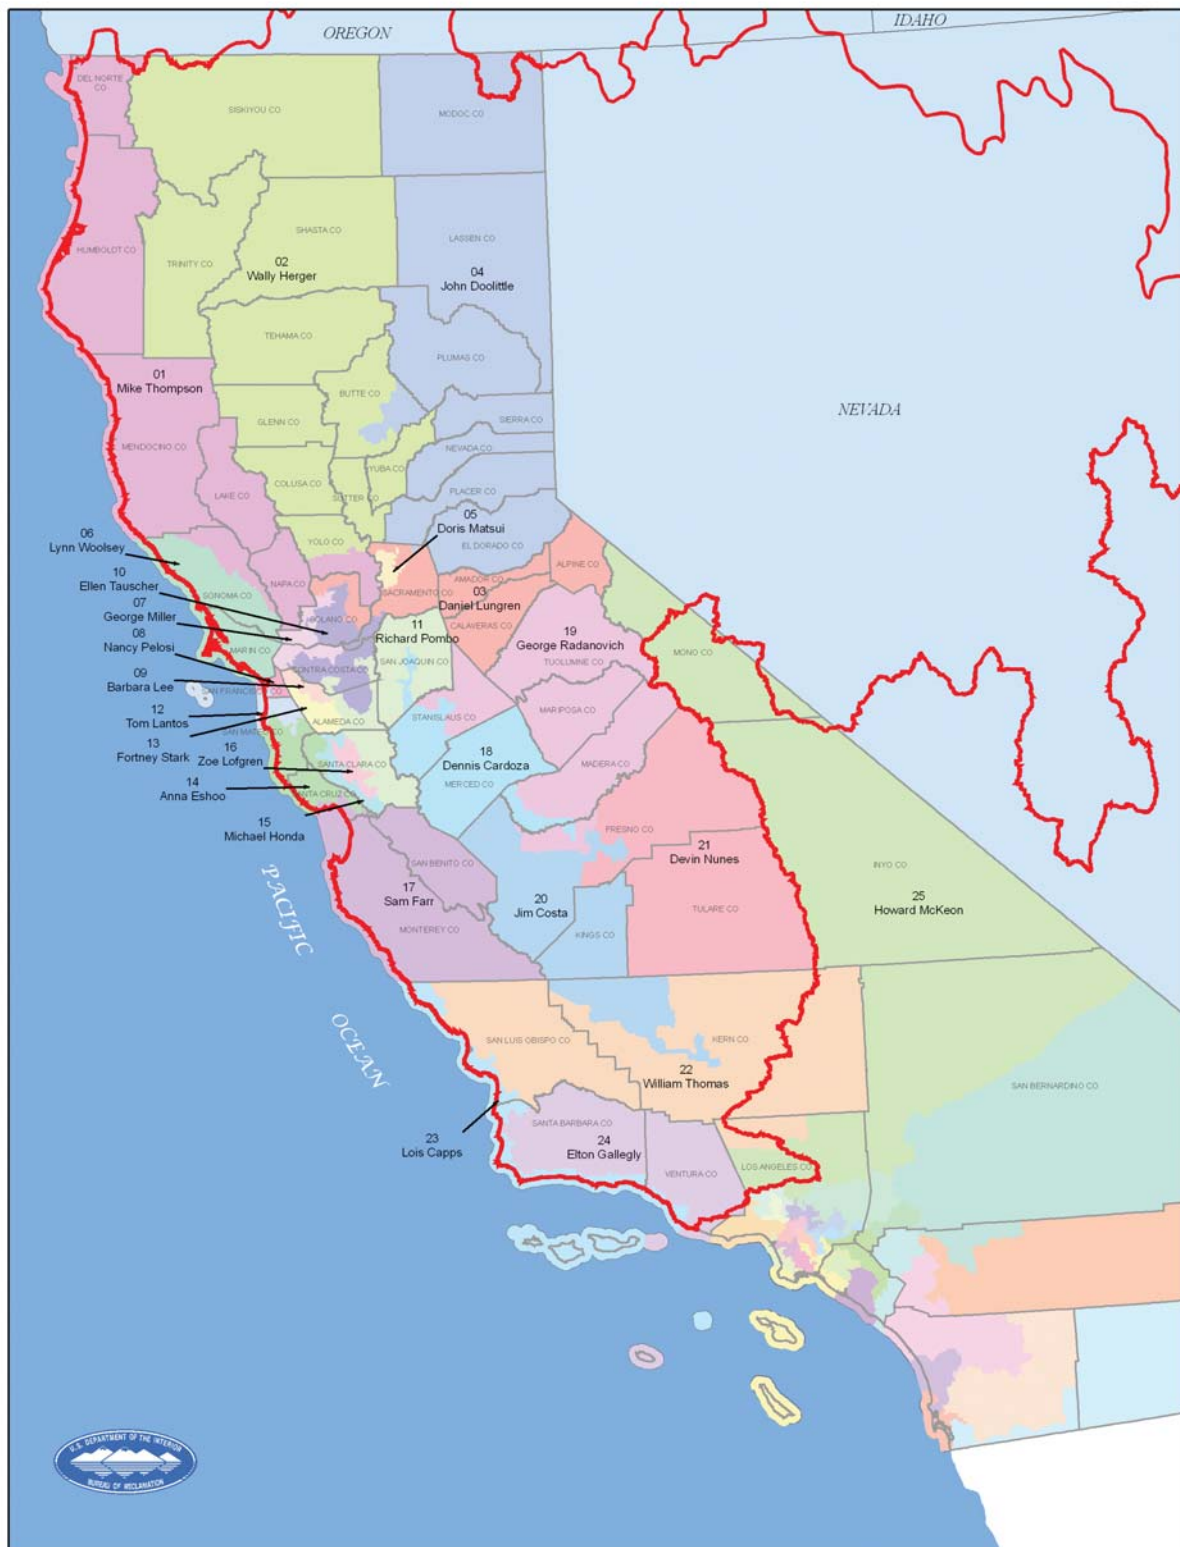 IDAHO
OREGON
DEL NORTE
CO
SISKIYOU CO
MODOC CO
HUMBOLDT CO
TRINITY CO
SHASTA CO
LASSEN CO
02
Wally Herger
04
John Doolittle
TEHAMA CO
PLUMAS CO
01
Mike Thompson
BUTTE CO
NEVADA
GLENN CO
SIERRA CO
MENDOCINO CO
NEVADA CO
LAKE CO
COLUSA CO
YUBA CO
SUTTER CO
PLACER CO
05
Doris Matsui
06
Lynn Woolsey
YOLO CO
EL DORADO CO
10
Ellen Tauscher
NAPA CO
SONOMA CO
SACRAMENTO CO
AMADOR CO
ALPINE CO
03
Daniel Lungren
07
George Miller
SOLANO CO
11
Richard Pombo
CALAVERAS CO
08
Nancy Pelosi
MARIN CO
19
George Radanovich
TUOLUMNE CO
MONO CO
09
Barbara Lee
CONTRA COSTA CO
SAN JOAQUIN CO
SAN FRANCISCO CO
12
Tom Lantos
ALAMEDA CO
STANISLAUS CO
MARIPOSA CO
SAN MATEO CO
13
Fortney Stark
16
Zoe Lofgren
SANTA CLARA CO
18
Dennis Cardoza
MERCED CO
MADERA CO
14
Anna Eshoo
SANTA CRUZ CO
15
Michael Honda
FRESNO CO
21
Devin Nunes
SAN BENITO CO
INYO CO
17
Sam Farr
20
Jim Costa
25
Howard McKeon
TULARE CO
MONTEREY CO
KINGS CO
PACIFIC
OCEAN
SAN LUIS OBISPO CO
KERN CO
22
William Thomas
SAN BERNARDINO CO
SANTA BARBARA CO
23
Lois Capps
24
Elton Gallegly
VENTURA CO
LOS ANGELES CO
U.S. DEPARTMENT OF THE INTERIOR
BUREAU OF RECLAMATION